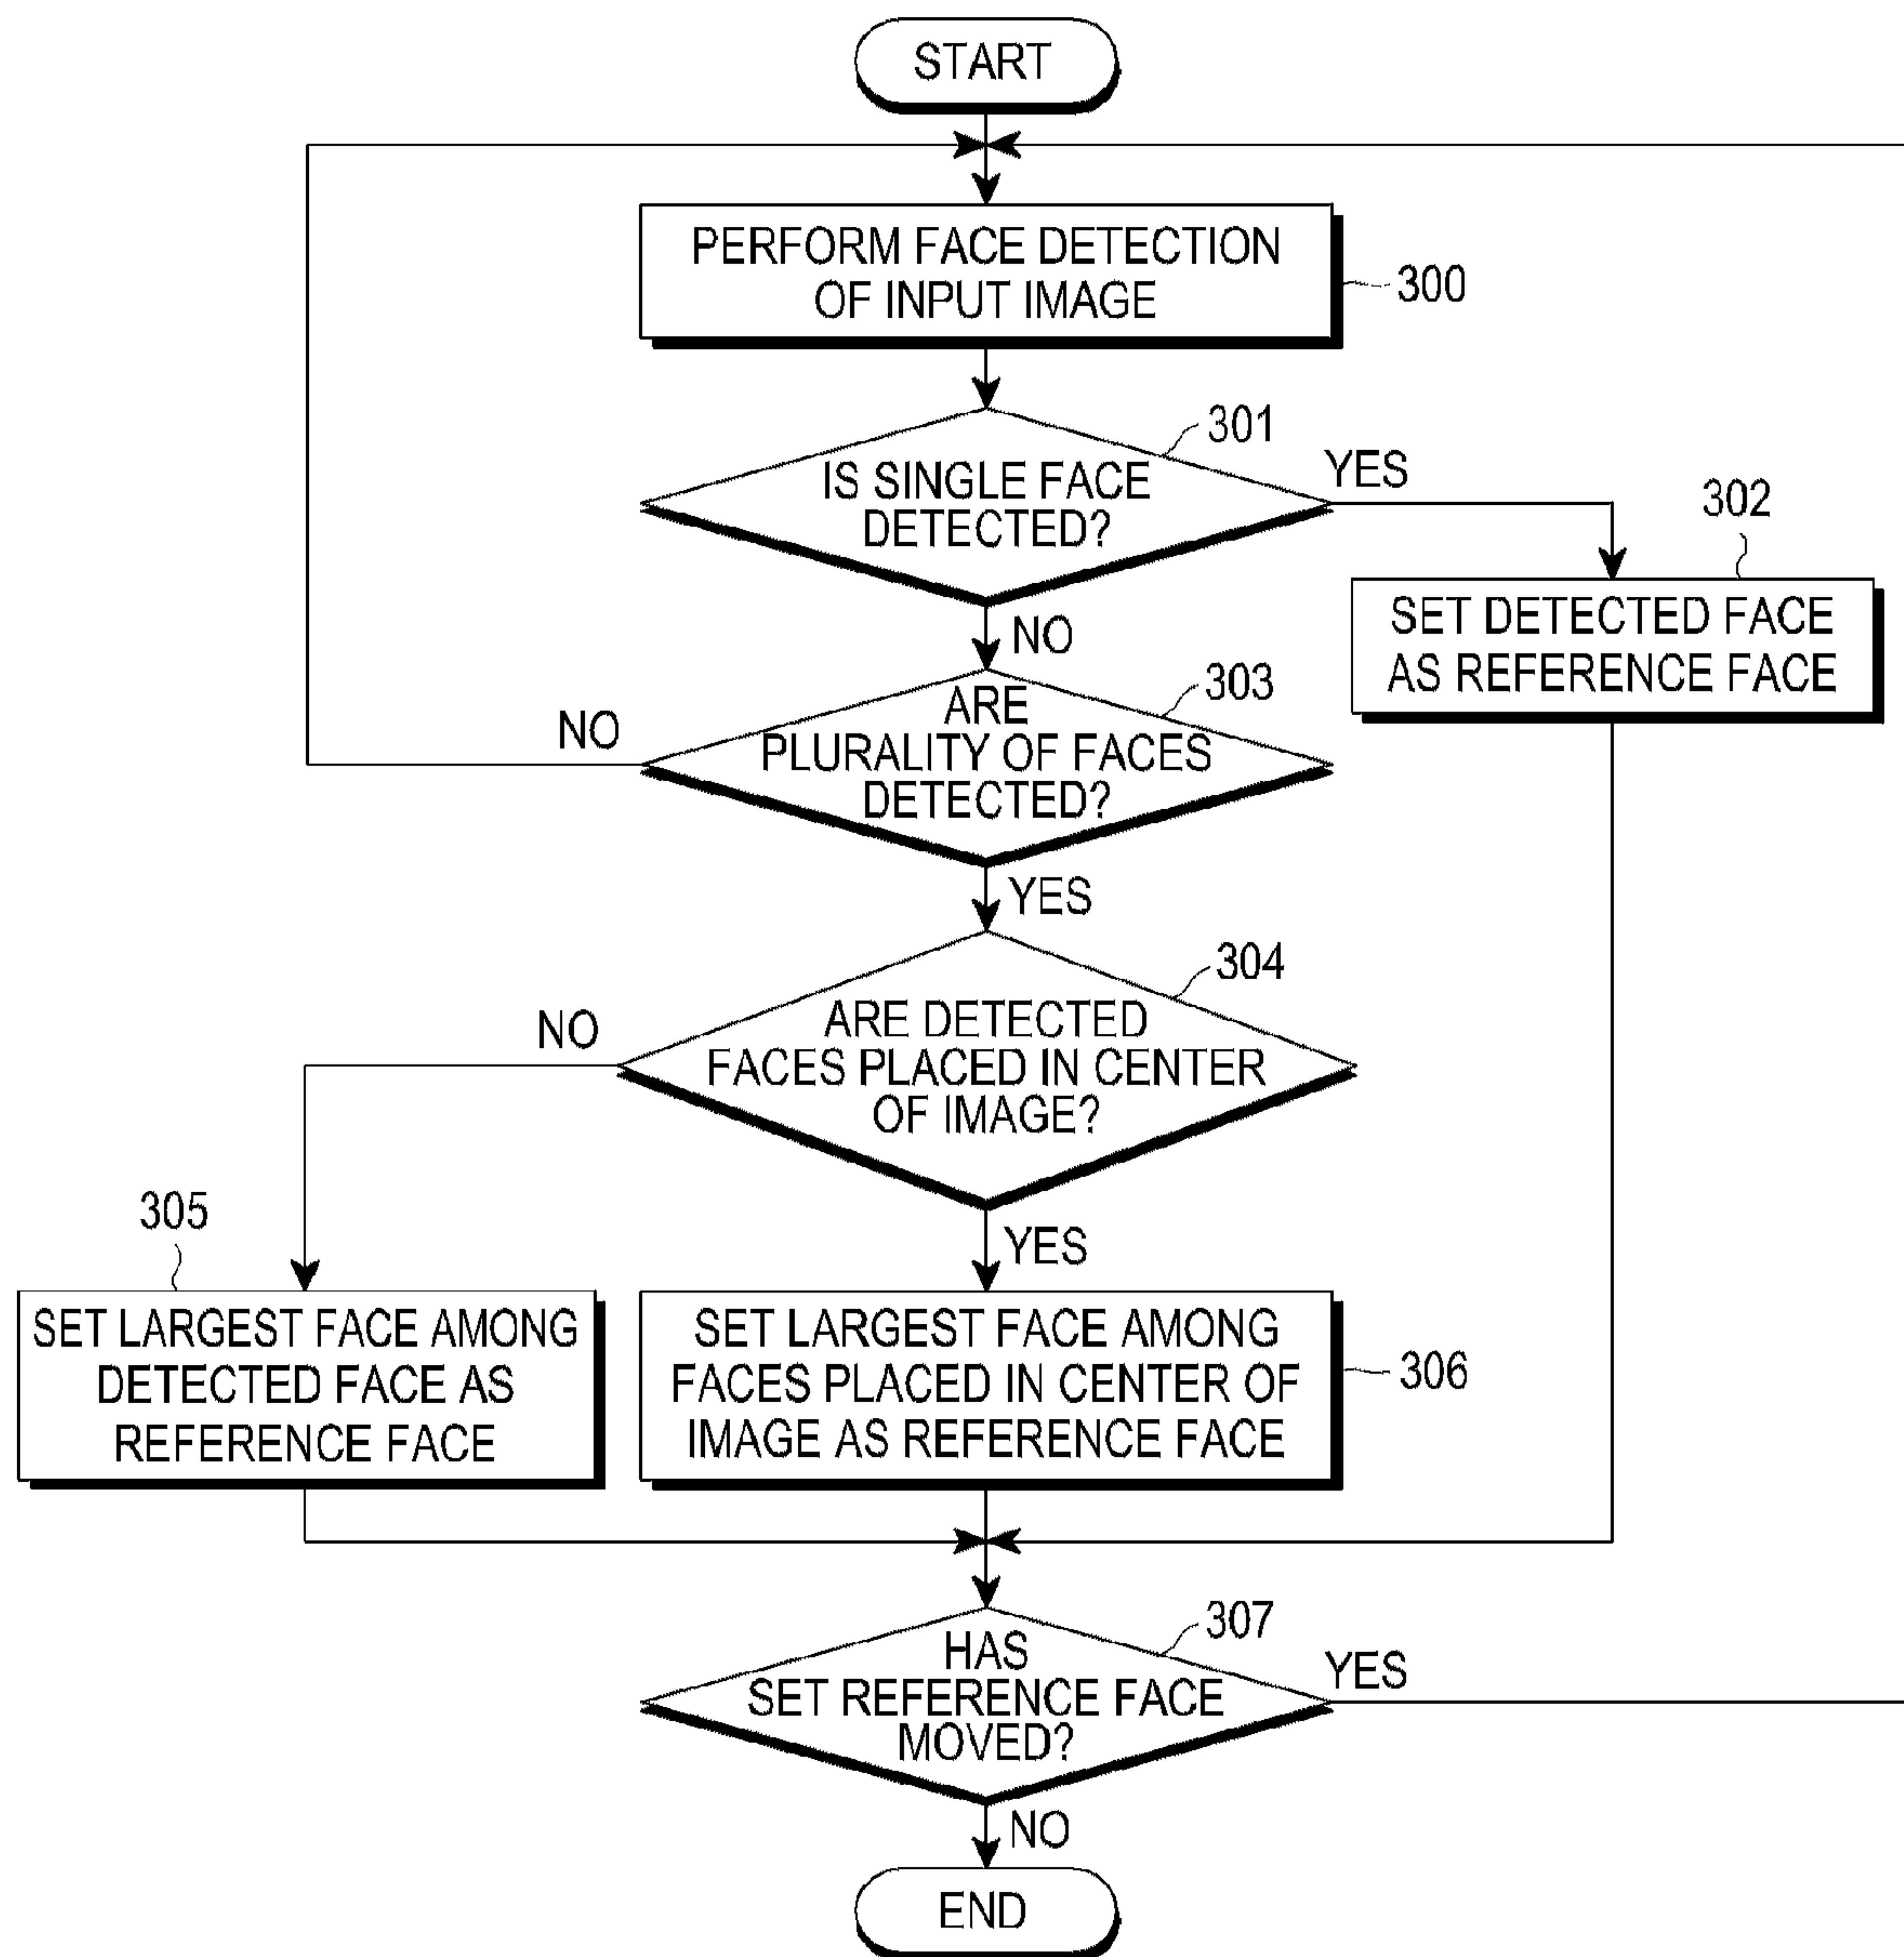 START
PERFORM FACE DETECTION
OF INPUT IMAGE
300
301
IS SINGLE FACE
DETECTED?
YES
302
SET DETECTED FACE
AS REFERENCE FACE
NO
303
ARE
PLURALITY OF FACES
DETECTED?
NO
YES
304
ARE DETECTED
FACES PLACED IN CENTER
OF IMAGE?
NO
YES
305
SET LARGEST FACE AMONG
DETECTED FACE AS
REFERENCE FACE
SET LARGEST FACE AMONG
FACES PLACED IN CENTER OF
IMAGE AS REFERENCE FACE
306
307
HAS
SET REFERENCE FACE
MOVED?
YES
NO
END